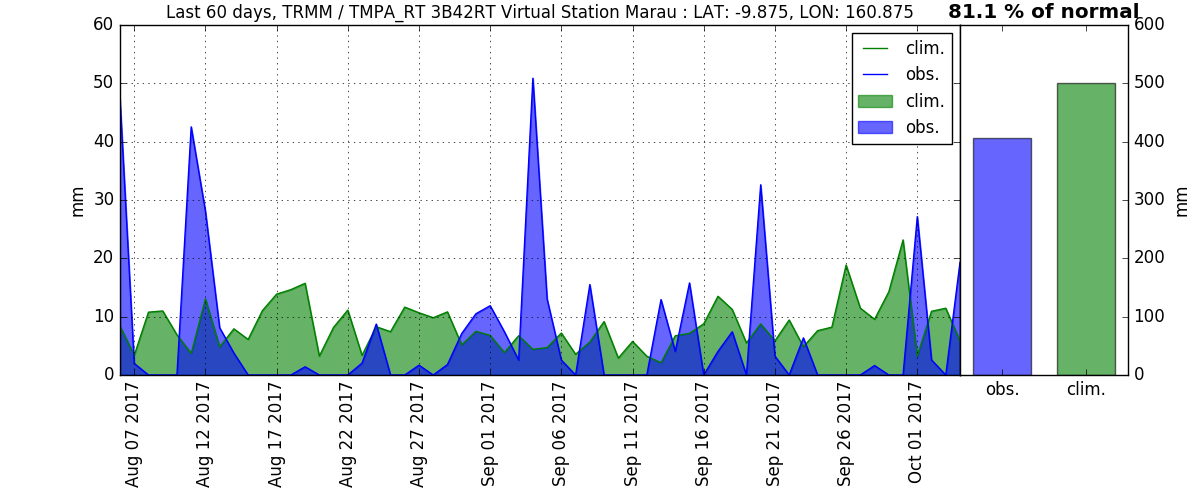 Last 60 days, TRMM / TMPA_RT 3B42RT Virtual Station Marau : LAT: -9.875, LON: 160.875
81.1 % of normal
60
50
40
30
20
10
0
mm
clim.
obs.
clim.
obs.
600
500
400
300
200
100
0
mm
Aug 07 2017
Aug 12 2017
Aug 17 2017
Aug 22 2017
Aug 27 2017
Sep 01 2017
Sep 06 2017
Sep 11 2017
Sep 16 2017
Sep 21 2017
Sep 26 2017
Oct 01 2017
obs.
clim.